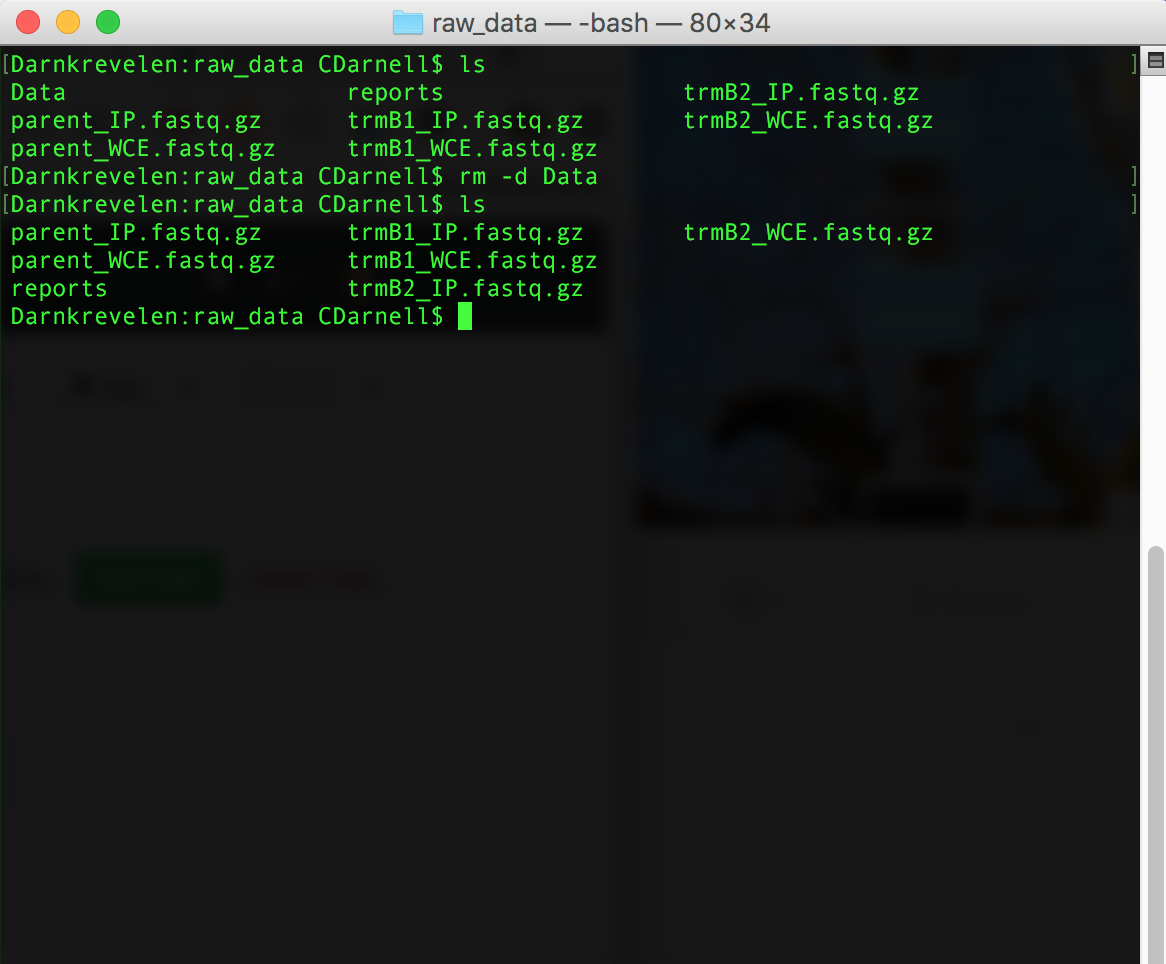 raw_data — -bash — 80×34
[Darnkrevelen:raw_data CDarnell$ ls ]
Data reports trmB2_IP.fastq.gz
parent_IP.fastq.gz trmB1_IP.fastq.gz trmB2_WCE.fastq.gz
parent_WCE.fastq.gz trmB1_WCE.fastq.gz
[Darnkrevelen:raw_data CDarnell$ rm -d Data ]
[Darnkrevelen:raw_data CDarnell$ ls ]
parent_IP.fastq.gz trmB1_IP.fastq.gz trmB2_WCE.fastq.gz
parent_WCE.fastq.gz trmB1_WCE.fastq.gz
reports trmB2_IP.fastq.gz
Darnkrevelen:raw_data CDarnell$